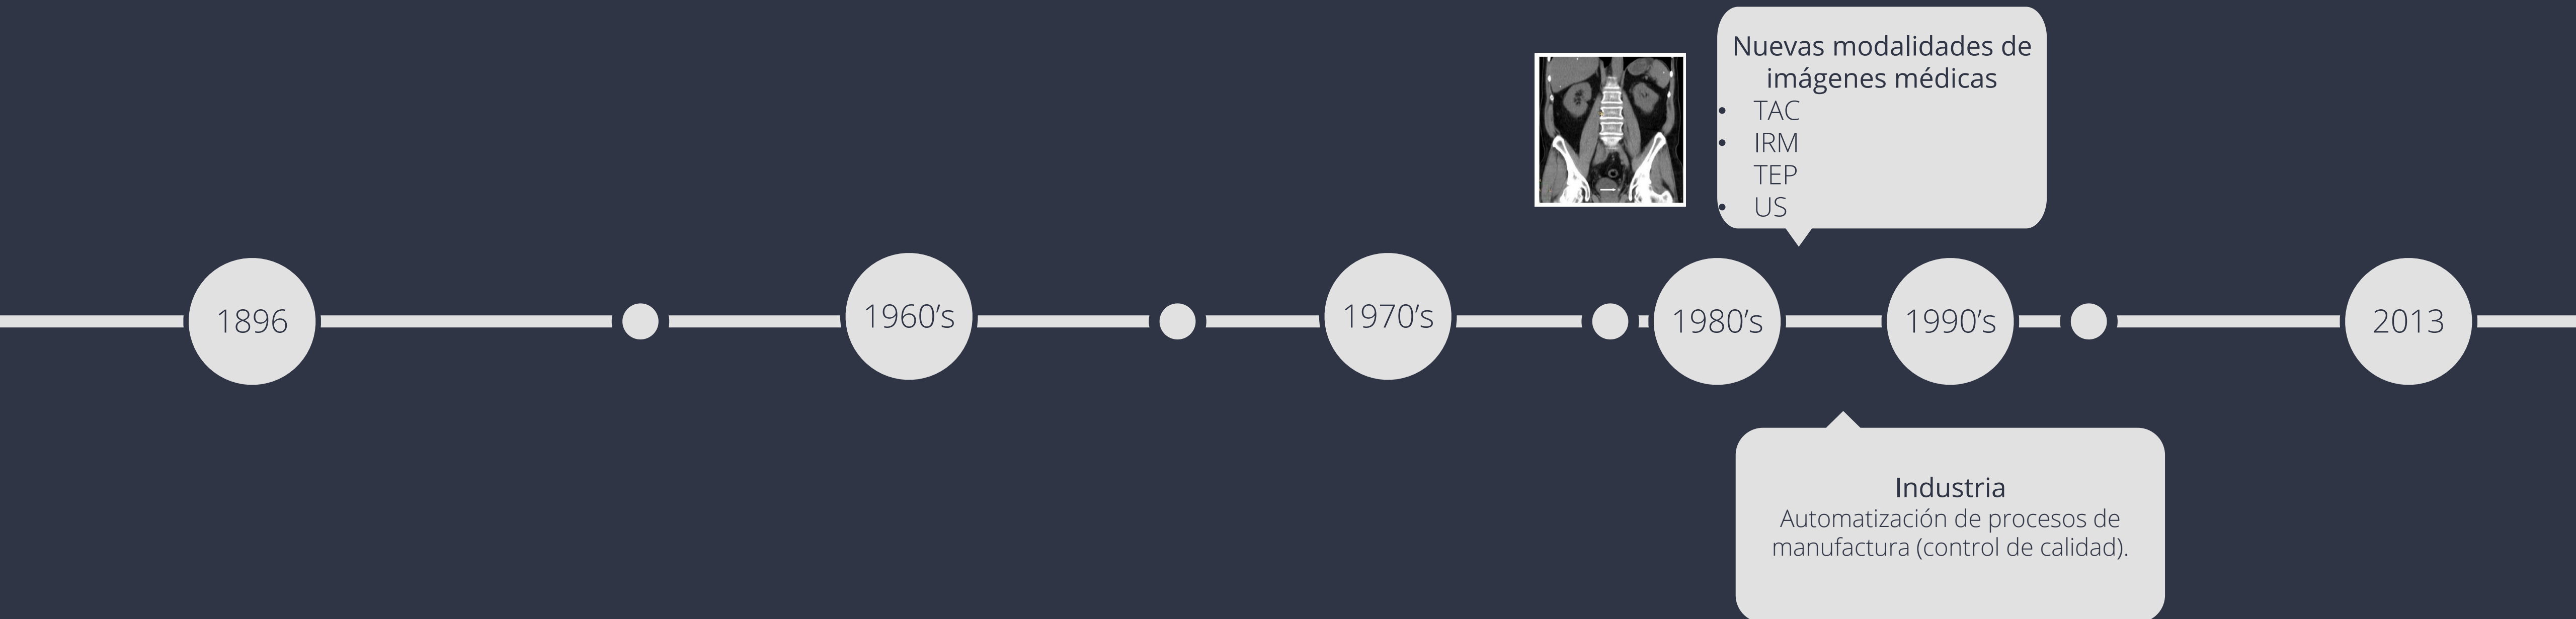 Nuevas modalidades de
imágenes médicas
• TAC
• IRM
TEP
• US
1896
1960's
1970's
1980's
1990's
2013
Industria
Automatización de procesos de
manufactura (control de calidad).